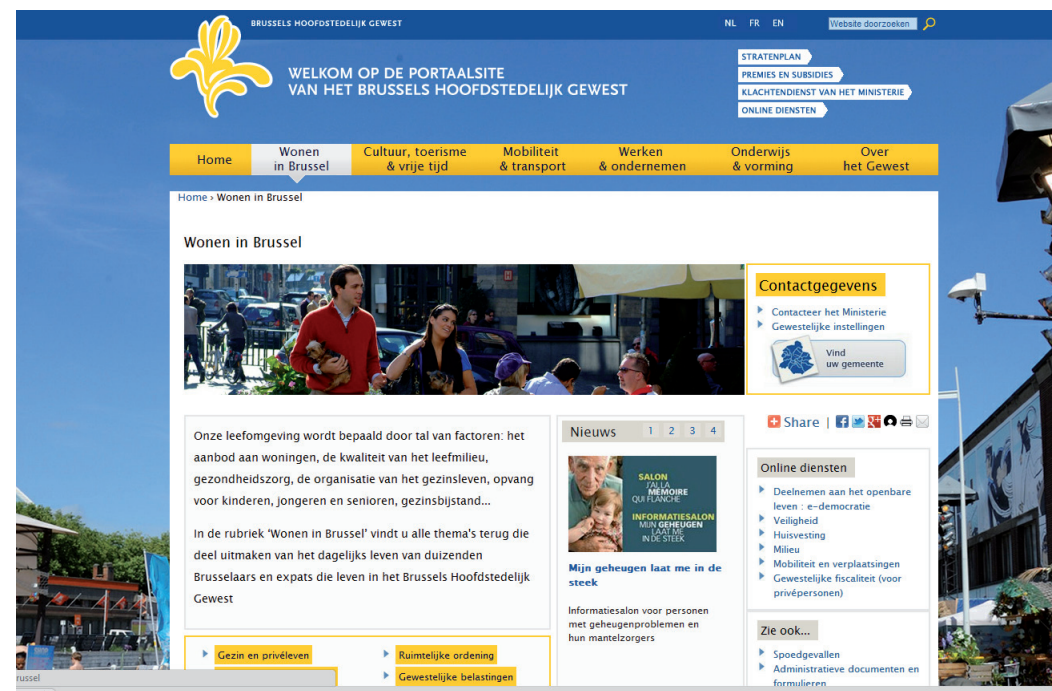 BRUSSELS HOOFDSTEDELIJK GEWEST
NL FR EN
Website doorzoeken
WELKOM OP DE PORTAALSITE
VAN HET BRUSSELS HOOFDSTEDELIJK GEWEST
STRATENPLAN
PREMIES EN SUBSIDIES
KLACHTENDIENST VAN HET MINISTERIE
ONLINE DIENSTEN
Home
Wonen
in Brussel
Cultuur, toerisme
& vrije tijd
Mobiliteit
& transport
Werken
& ondernemen
Onderwijs
& vorming
Over
het Gewest
Home › Wonen in Brussel
Wonen in Brussel
Contactgegevens
Contacteer het Ministerie
Gewestelijke instellingen
Vind
uw gemeente
Share |
Onze leefomgeving wordt bepaald door tal van factoren: het
aanbod aan woningen, de kwaliteit van het leefmilieu,
gezondheidszorg, de organisatie van het gezinsleven, opvang
voor kinderen, jongeren en senioren, gezinsbijstand...
In de rubriek 'Wonen in Brussel' vindt u alle thema's terug die
deel uitmaken van het dagelijks leven van duizenden
Brusselaars en expats die leven in het Brussels Hoofdstedelijk
Gewest
Gezin en privéleven
Ruimtelijke ordening
Gewestelijke belastingen
Nieuws 1 2 3 4
SALON
J'ALLA
MÉMOIRE
QUI FLANCHE
INFORMATIESALON
MIJN GEHEUGEN
LAAT ME
IN DE STEEK
Mijn geheugen laat me in de
steek
Informatiesalon voor personen
met geheugenproblemen en
hun mantelzorgers
Online diensten
Deelnemen aan het openbare
leven : e-democratie
Veiligheid
Huisvesting
Milieu
Mobiliteit en verplaatsingen
Gewestelijke fiscaliteit (voor
privépersonen)
Zie ook...
Spoedgevallen
Administratieve documenten en
formulieren
russel